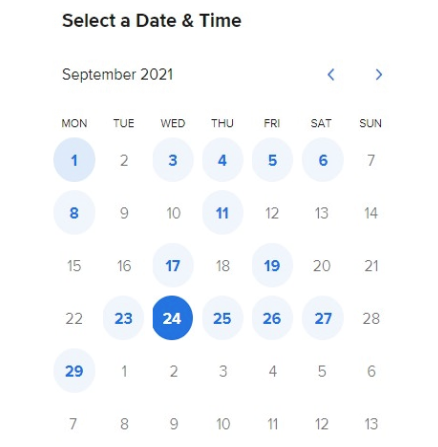 Select a Date & Time
September 2021
MON TUE WED THU FRI SAT SUN
1 2 3 4 5 6 7
8 9 10 11 12 13 14
15 16 17 18 19 20 21
22 23 24 25 26 27 28
29 1 2 3 4 5 6
7 8 9 10 11 12 13